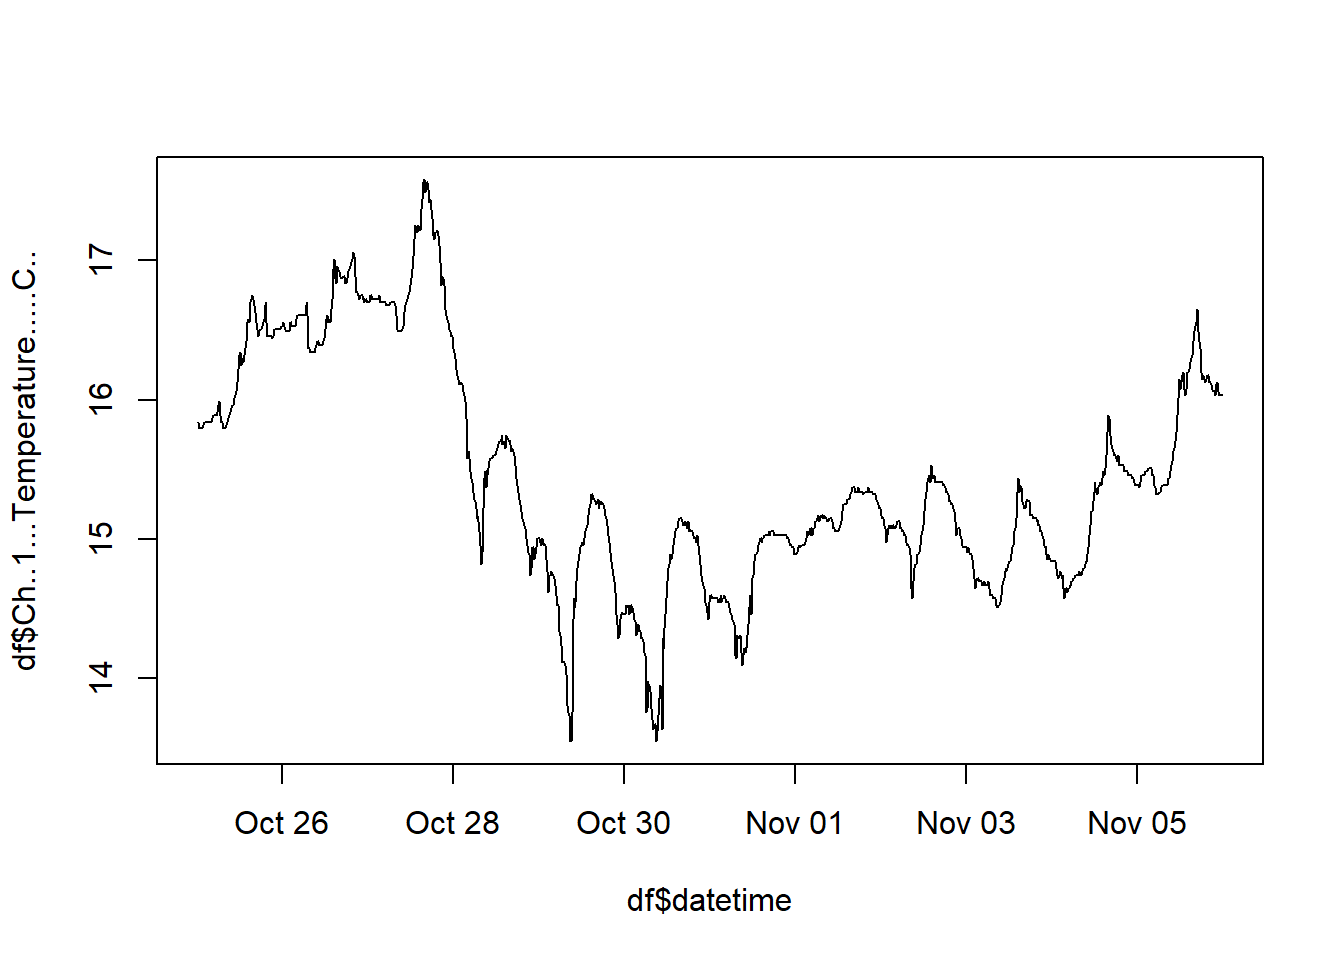 df$Ch..1...Temperature.....C..
17
16
15
14
Oct 26
Oct 28
Oct 30
Nov 01
Nov 03
Nov 05
df$datetime